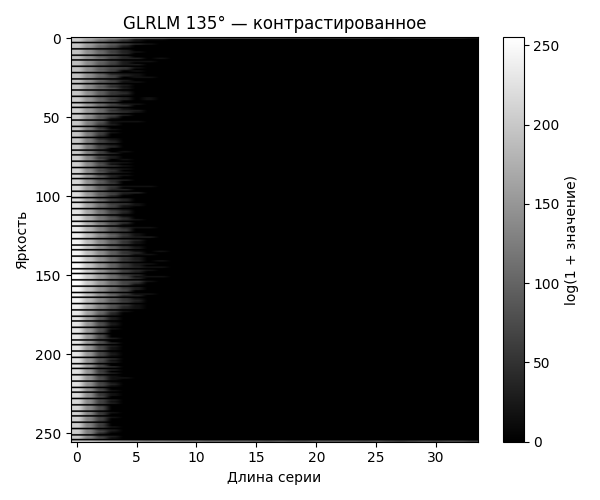 GLRLM 135° — контрастированное
0
50
100
150
200
250
Яркость
0 5 10 15 20 25 30
Длина серии
250
200
150
100
50
0
log(1 + значение)